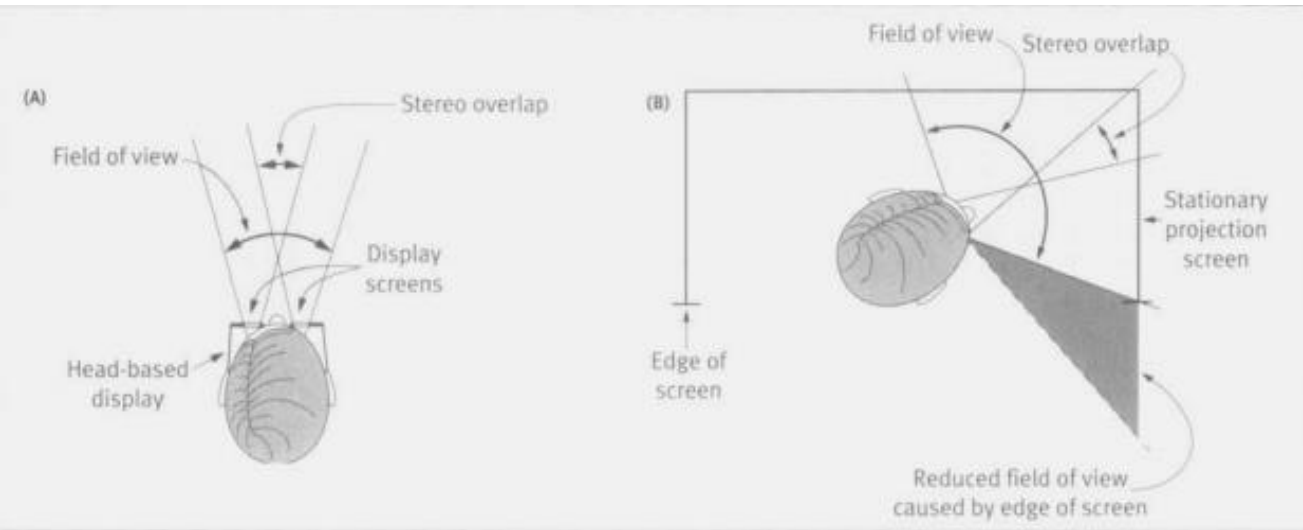 (A)
Stereo overlap
Field of view
Display
screens
Head-based
display
(B)
Field of view
Stereo overlap
Stationary
projection
screen
Edge of
screen
Reduced field of view
caused by edge of screen